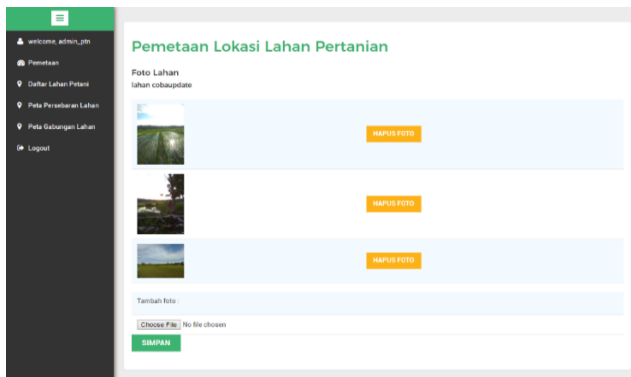 welcome, admin_ptn
Pemetaan
Daftar Lahan Petani
Peta Persebaran Lahan
Peta Gabungan Lahan
Logout
Pemetaan Lokasi Lahan Pertanian
Foto Lahan
lahan cobaupdate
HAPUS FOTO
HAPUS FOTO
HAPUS FOTO
Tambah foto :
Choose File No file chosen
SIMPAN